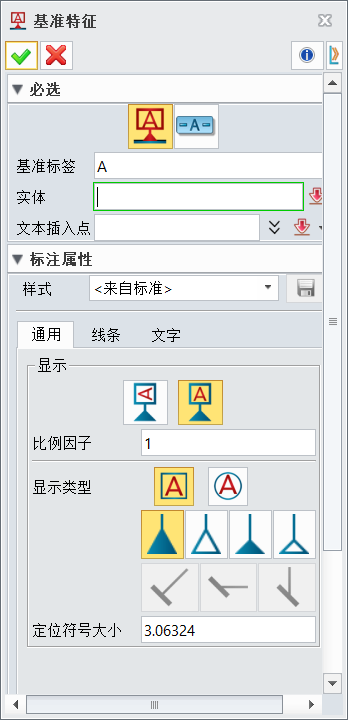 基准特征
必选
A
-A-
基准标签 A
实体
文本插入点
标注属性
样式 <来自标准>
通用 线条 文字
显示
A A
比例因子 1
显示类型 A A
定位符号大小 3.06324